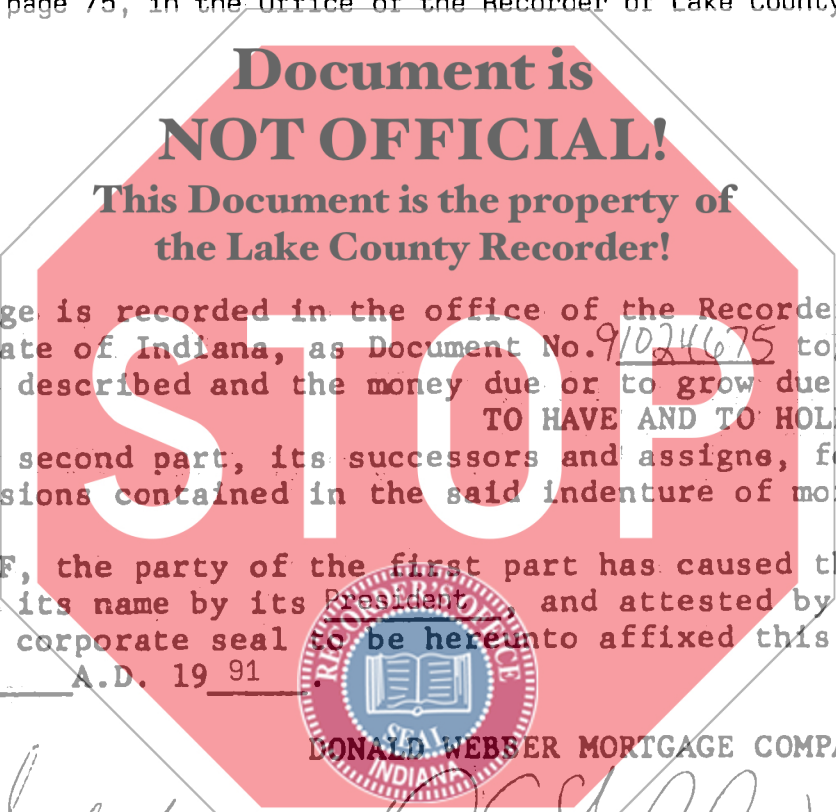 page 75, in the Office of the Recorder of Lake County
Document is
NOT OFFICIAL!
This Document is the property of
the Lake County Recorder!
ge is recorded in the office of the Recorde
ate of Indiana, as Document No. 91024675 to
described and the money due or to grow due
TO HAVE AND TO HOL
second part, its successors and assigns, f
sions contained in the said indenture of mo
STOP
F, the party of the first part has caused th
its name by its President, and attested by
corporate seal to be hereunto affixed this
A.D. 19 91.
RECORDER'S OFFICE
SEAL
INDIANA
DONALD WEBBER MORTGAGE COMPA